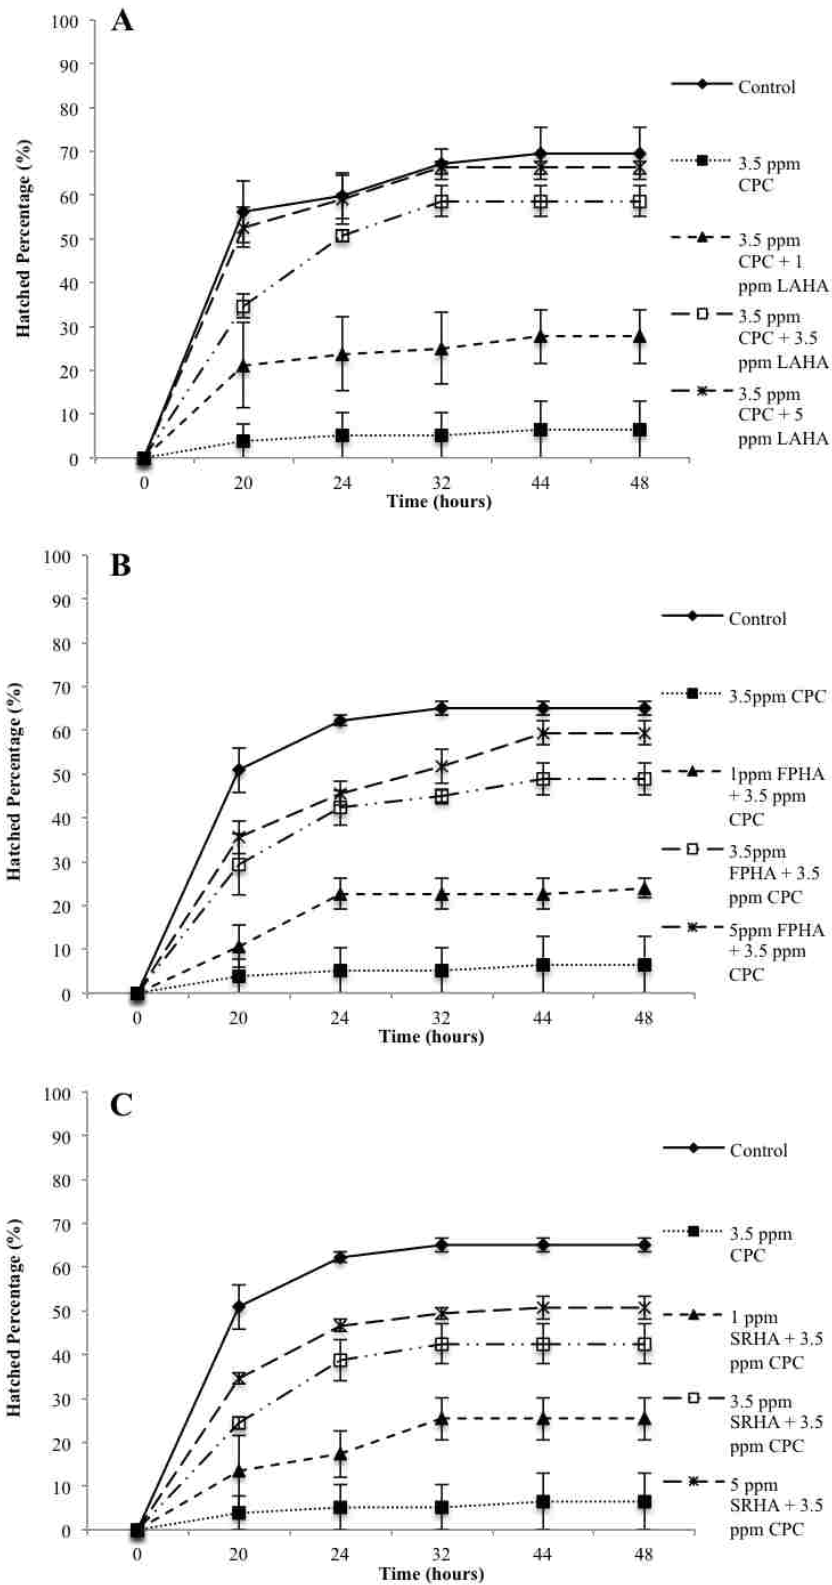 A
100
90
80
70
60
50
40
30
20
10
0
Hatched Percentage (%)
0 20 24 32 44 48
Time (hours)
Control
3.5 ppm
CPC
3.5 ppm
CPC + 1
ppm LAHA
3.5 ppm
CPC + 3.5
ppm LAHA
3.5 ppm
CPC + 5
ppm LAHA
B
100
90
80
70
60
50
40
30
20
10
0
Hatched Percentage (%)
0 20 24 32 44 48
Time (hours)
Control
3.5ppm CPC
1ppm FPHA
+ 3.5 ppm
CPC
3.5ppm
FPHA + 3.5
ppm CPC
5ppm FPHA
+ 3.5 ppm
CPC
C
100
90
80
70
60
50
40
30
20
10
0
Hatched Percentage (%)
0 20 24 32 44 48
Time (hours)
Control
3.5 ppm
CPC
1 ppm
SRHA + 3.5
ppm CPC
3.5 ppm
SRHA + 3.5
ppm CPC
5 ppm
SRHA + 3.5
ppm CPC